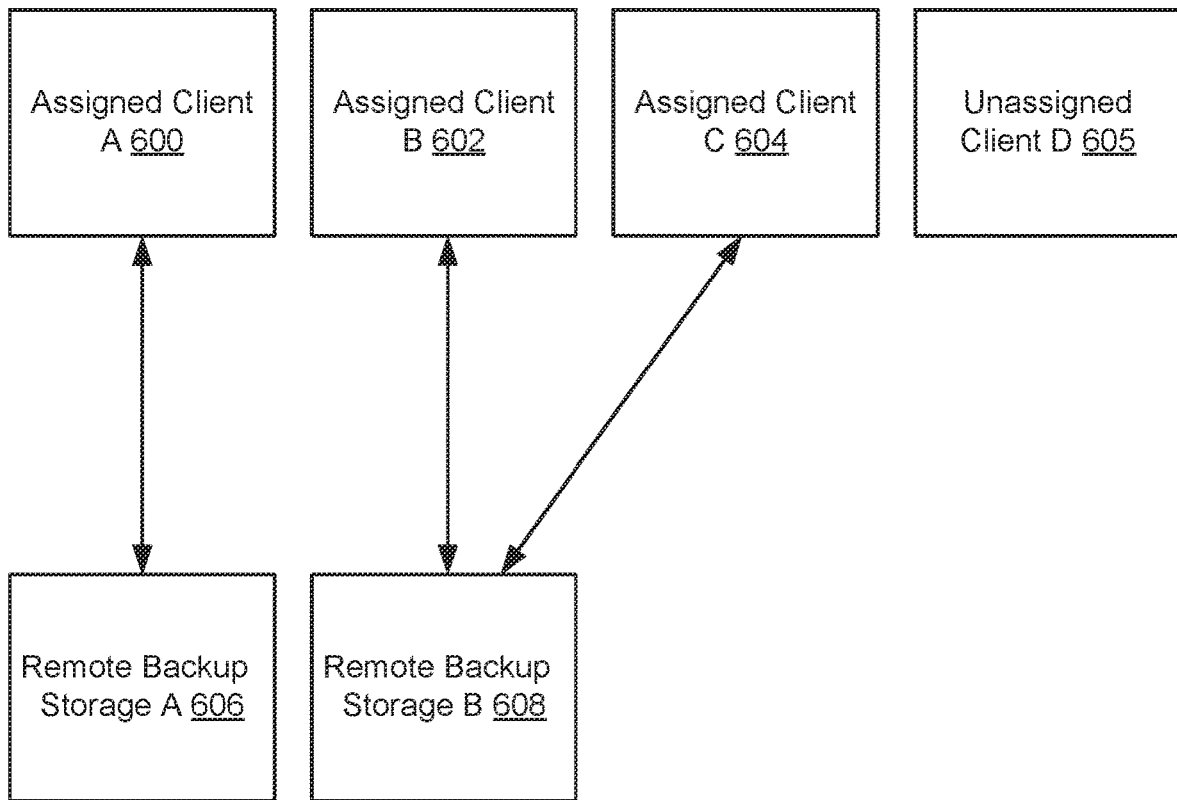 Assigned Client
A 600
Assigned Client
B 602
Assigned Client
C 604
Unassigned
Client D 605
Remote Backup
Storage A 606
Remote Backup
Storage B 608